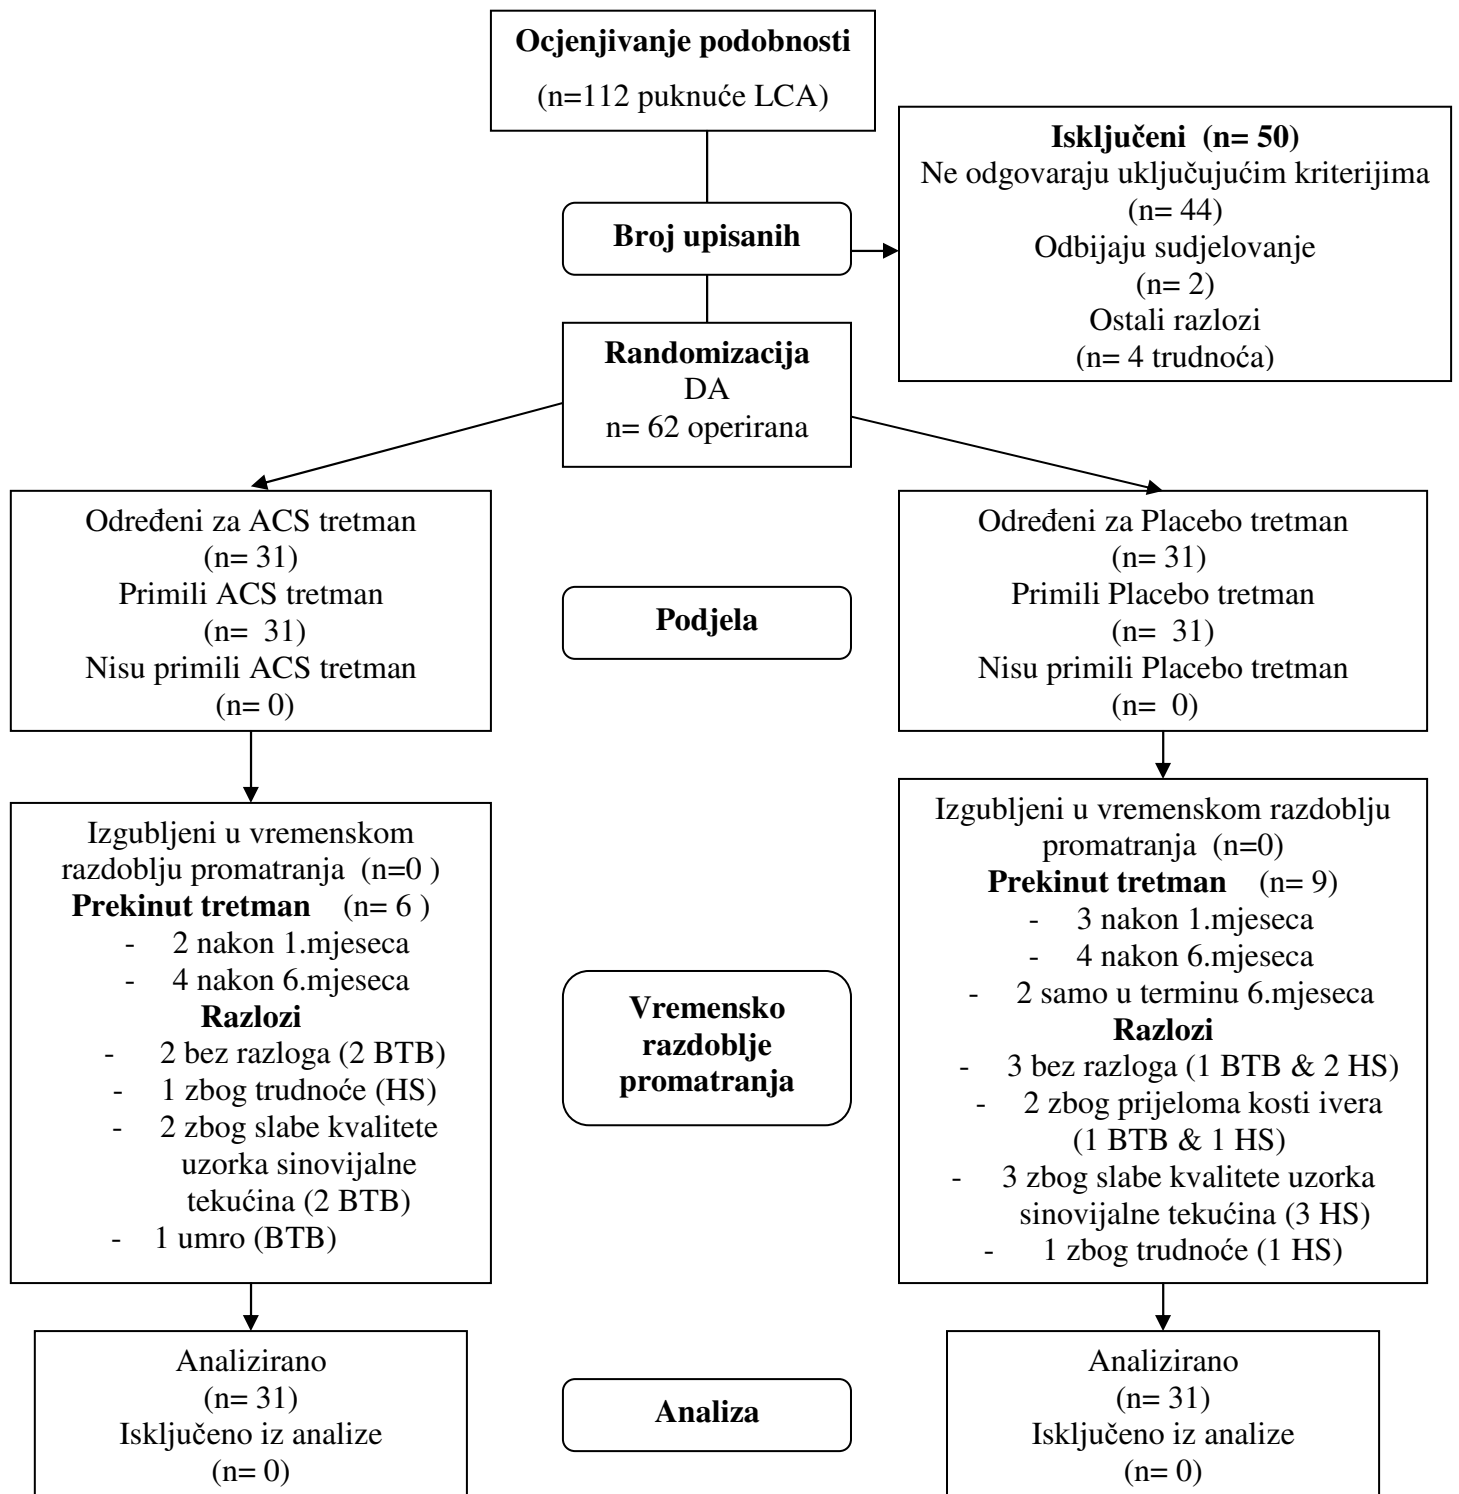 Ocjenjivanje podobnosti
(n=112 puknuće LCA)
Isključeni  (n= 50)
Ne odgovaraju uključujućim kriterijima
(n= 44)
Odbijaju sudjelovanje
(n= 2)
Ostali razlozi
(n= 4 trudnoća)
Broj upisanih
Randomizacija
DA
n= 62 operirana
Određeni za ACS tretman
(n= 31)
Primili ACS tretman
(n=  31)
Nisu primili ACS tretman
(n= 0)
Podjela
Određeni za Placebo tretman
(n= 31)
Primili Placebo tretman
(n=  31)
Nisu primili Placebo tretman
(n=  0)
Izgubljeni u vremenskom
razdoblju promatranja  (n=0 )
Prekinut tretman    (n= 6 )
-    2 nakon 1.mjeseca
-    4 nakon 6.mjeseca
Razlozi
-    2 bez razloga (2 BTB)
-    1 zbog trudnoće (HS)
-    2 zbog slabe kvalitete
uzorka sinovijalne
tekućina (2 BTB)
-    1 umro (BTB)
Vremensko
razdoblje
promatranja
Izgubljeni u vremenskom razdoblju
promatranja  (n=0)
Prekinut tretman    (n= 9)
-    3 nakon 1.mjeseca
-    4 nakon 6.mjeseca
-    2 samo u terminu 6.mjeseca
Razlozi
-    3 bez razloga (1 BTB & 2 HS)
-    2 zbog prijeloma kosti ivera
(1 BTB & 1 HS)
-    3 zbog slabe kvalitete uzorka
sinovijalne tekućina (3 HS)
-    1 zbog trudnoće (1 HS)
Analizirano
(n= 31)
Isključeno iz analize
(n= 0)
Analiza
Analizirano
(n= 31)
Isključeno iz analize
(n= 0)